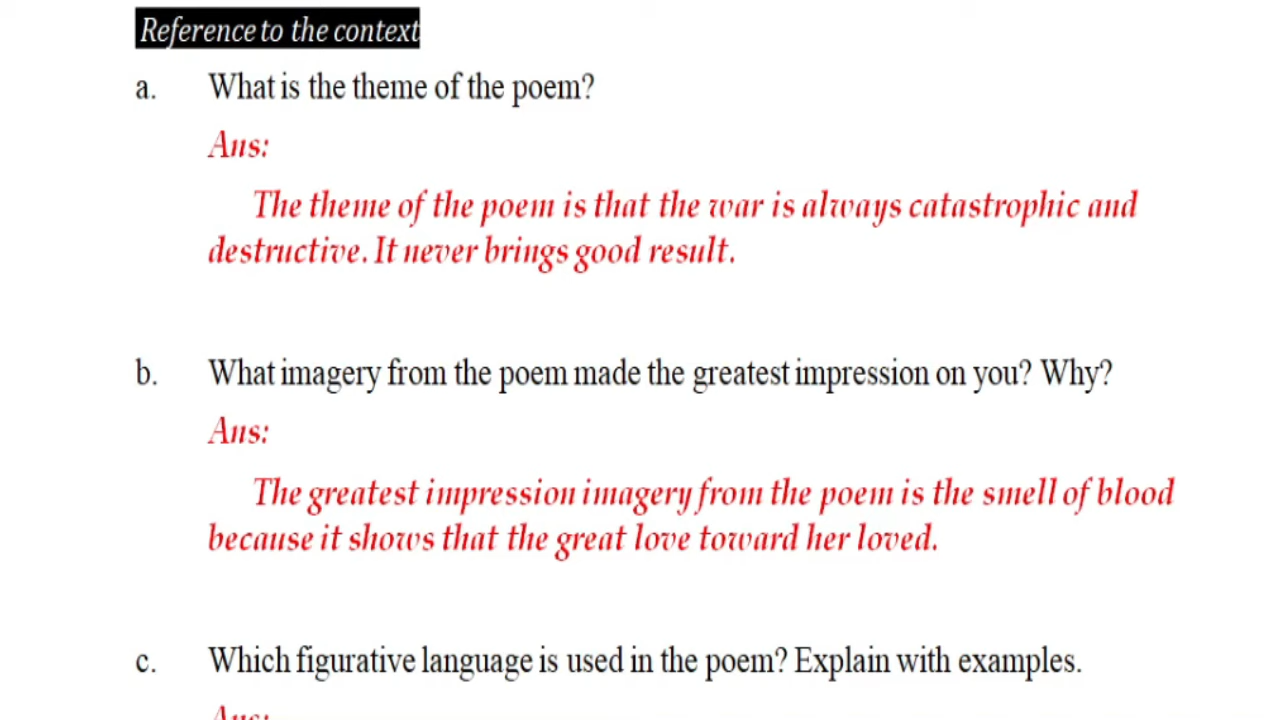 Reference to the context
a. What is the theme of the poem?
Ans:
The theme of the poem is that the war is always catastrophic and
destructive. It never brings good result.
b. What imagery from the poem made the greatest impression on you? Why?
Ans:
The greatest impression imagery from the poem is the smell of blood
because it shows that the great love toward her loved.
c. Which figurative language is used in the poem? Explain with examples.
Ans: